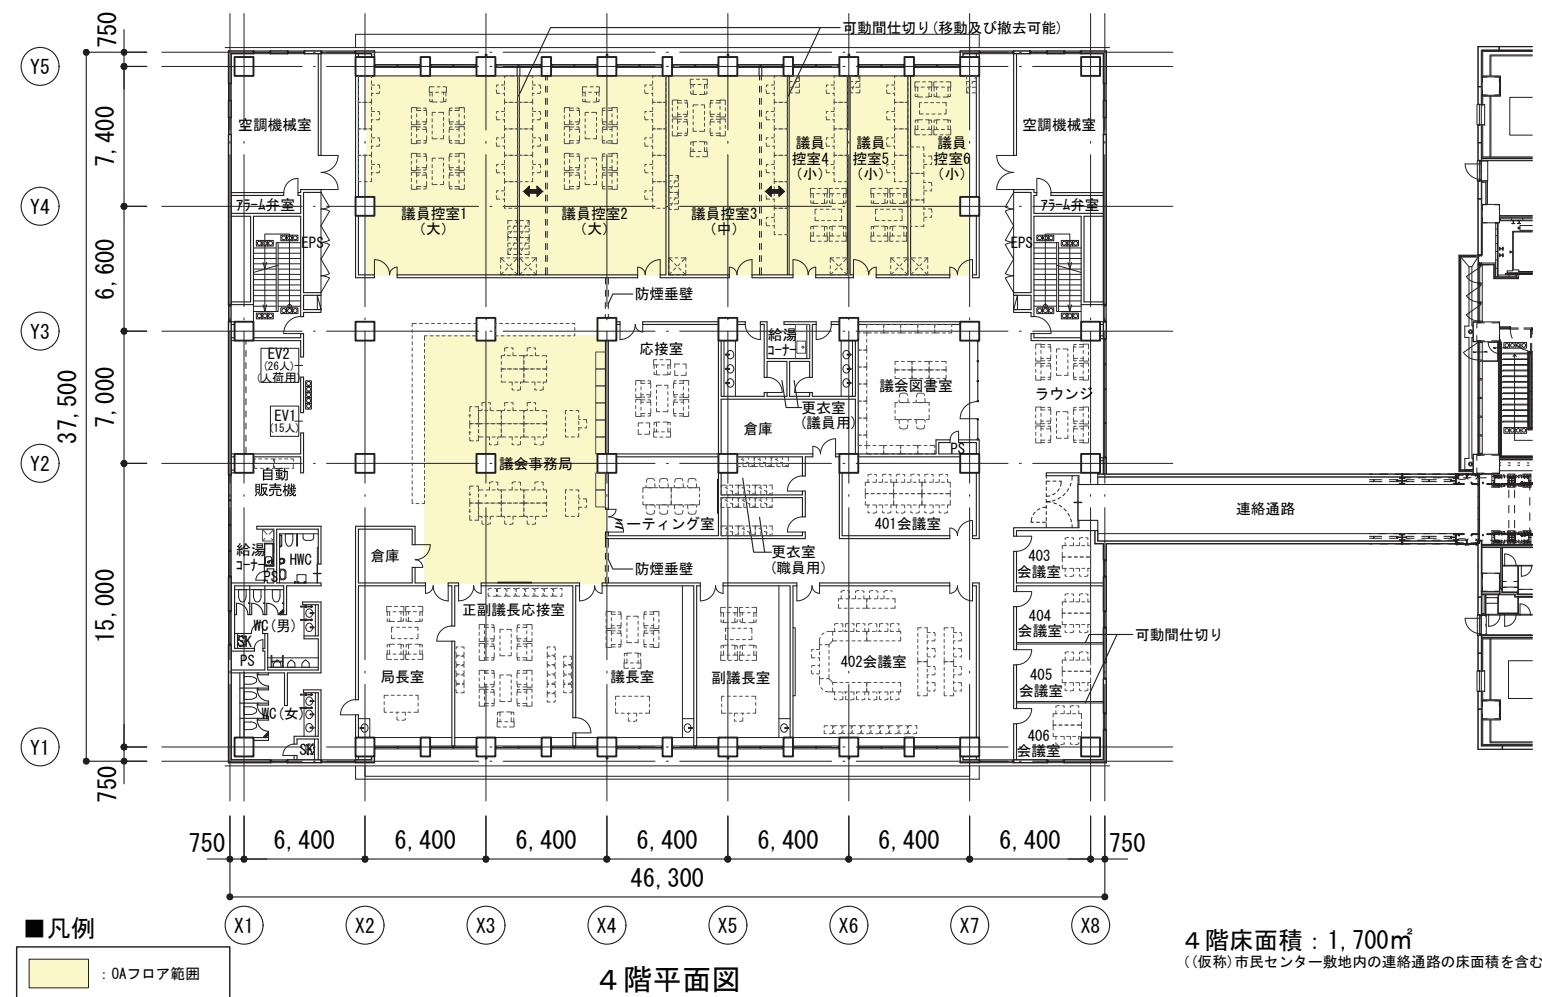 可動間仕切り(移動及び撤去可能)
Y5
Y4
Y3
Y2
Y1
750
7,400
6,600
7,000
15,000
750
37,500
空調機械室
空調機械室
議員控室1
(大)
議員控室2
(大)
議員控室3
(中)
議員
控室4
(小)
議員
控室5
(小)
議員
控室6
(小)
アラーム弁室
アラーム弁室
EPS
EPS
防煙垂壁
EV2
(26人)
(人荷用)
EV1
(15人)
応接室
給湯
コーナー
議会図書室
ラウンジ
更衣室
(議員用)
倉庫
PS
議会事務局
自動
販売機
ミーティング室
401会議室
連絡通路
給湯
コーナー
PS
HWC
倉庫
防煙垂壁
更衣室
(職員用)
403
会議室
WC(男)
SK
PS
正副議長応接室
404
会議室
可動間仕切り
局長室
議長室
副議長室
402会議室
405
会議室
WC(女)
SK
406
会議室
750
6,400
6,400
6,400
6,400
6,400
6,400
6,400
750
46,300
X1
X2
X3
X4
X5
X6
X7
X8
■凡例
:OAフロア範囲
4階平面図
4階床面積:1,700㎡
((仮称)市民センター敷地内の連絡通路の床面積を含む